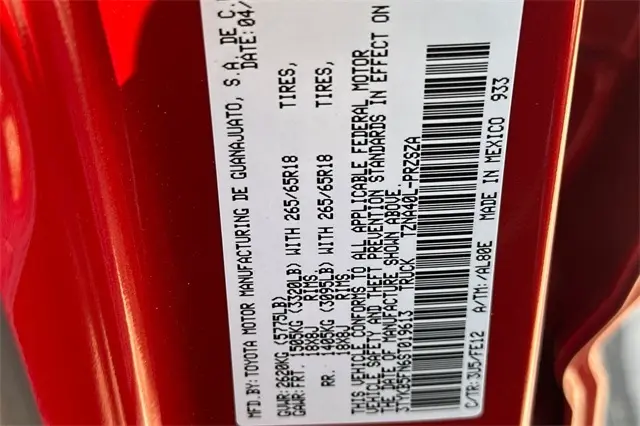 MFD. BY: TOYOTA MOTOR MANUFACTURING DE GUANAJUATO, S.A. DE C.
DATE: 04/
GVWR: 2620KG (5775LB)
GAWR: FRT. 1505KG (3320LB) WITH 265/65R18 TIRES,
18X8J RIMS,
RR. 1405KG (3095LB) WITH 265/65R18 TIRES,
18X8J RIMS,
THIS VEHICLE CONFORMS TO ALL APPLICABLE FEDERAL MOTOR
VEHICLE SAFETY AND THEFT PREVENTION STANDARDS IN EFFECT ON
THE DATE OF MANUFACTURE SHOWN ABOVE.
3TYKB5FN6ST019613 TRUCK TZNA40L-PRZSZA
C/TR: 3U5/FE12 A/TM: /AL80E MADE IN MEXICO 933